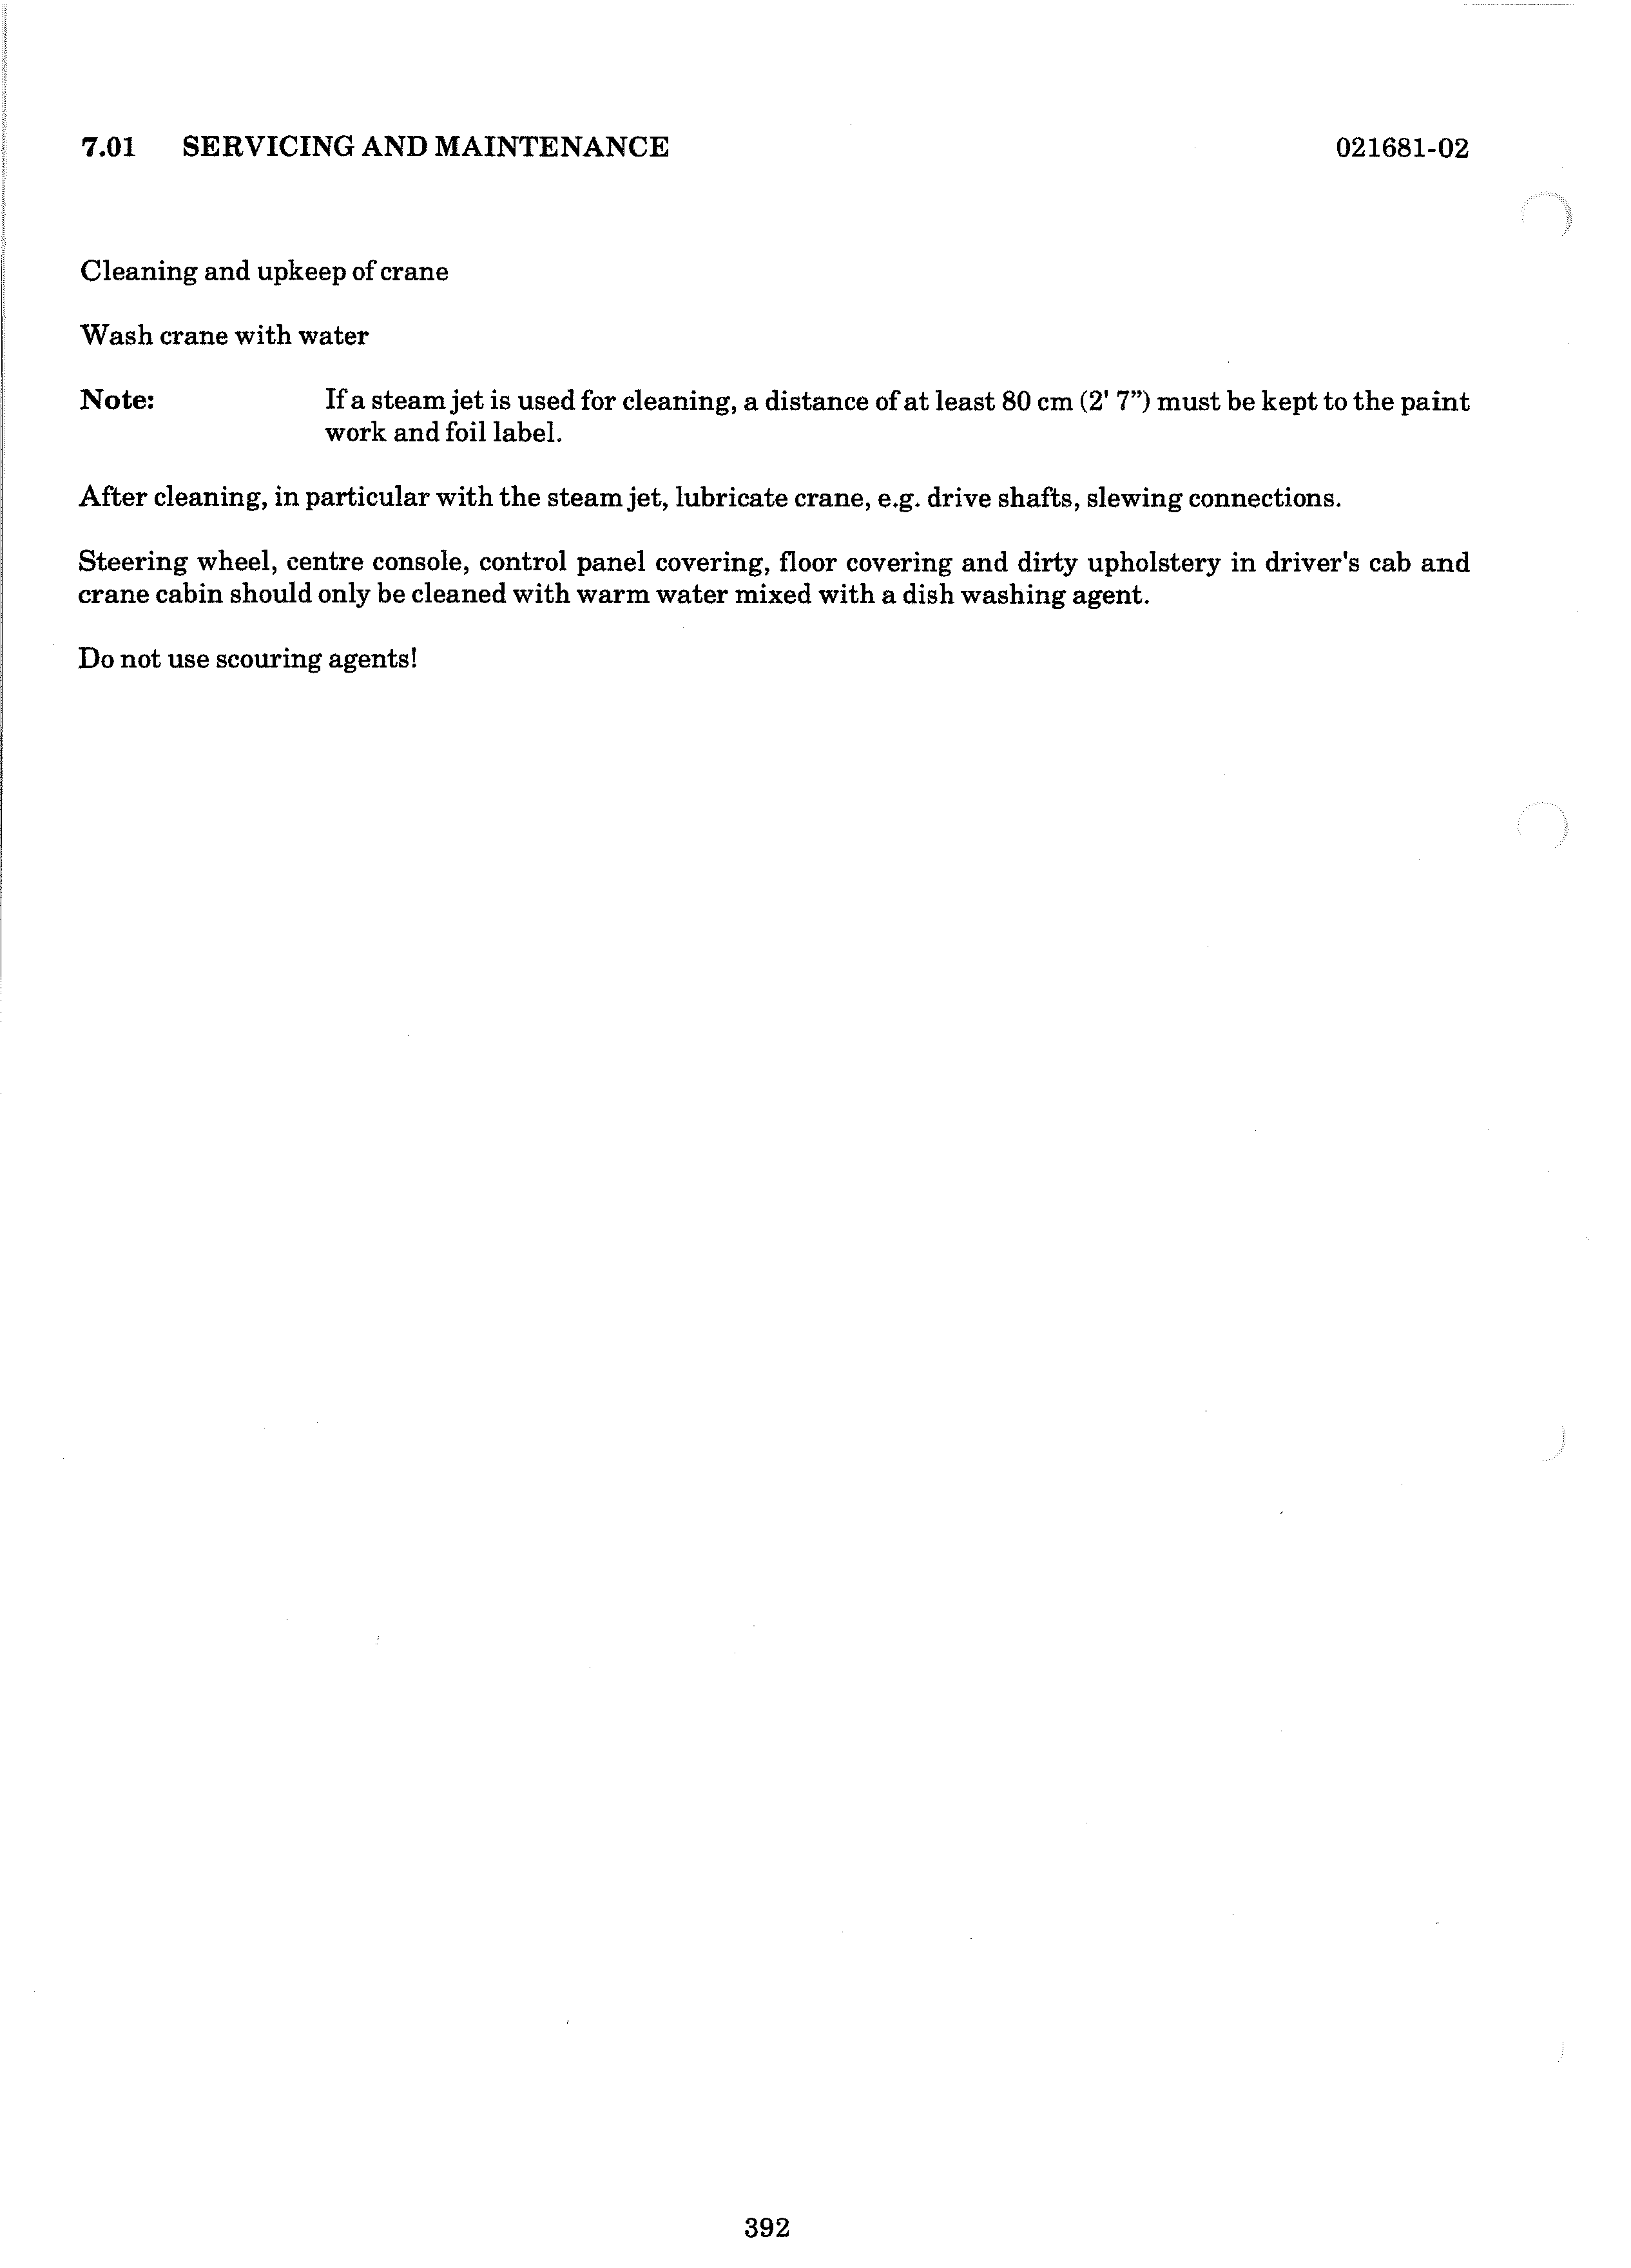 7.01 SERVICING AND MAINTENANCE 021681-02
Cleaning and upkeep of crane
Wash crane with water
Note: If a steam jet is used for cleaning, a distance of at least 80 cm (2' 7”) must be kept to the paint
work and foil label.
After cleaning, in particular with the steam jet, lubricate crane, e.g. drive shafts, slewing connections.
Steering wheel, centre console, control panel covering, floor covering and dirty upholstery in driver's cab and
crane cabin should only be cleaned with warm water mixed with a dish washing agent.
Do not use scouring agents!
392